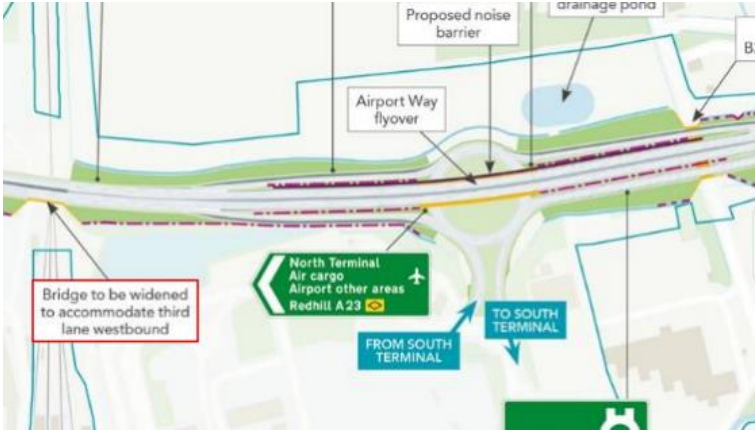 drainage pond
Proposed noise
barrier
B
Airport Way
flyover
North Terminal
Air cargo
Airport other areas
Redhill A23
Bridge to be widened
to accommodate third
lane westbound
TO SOUTH
TERMINAL
FROM SOUTH
TERMINAL